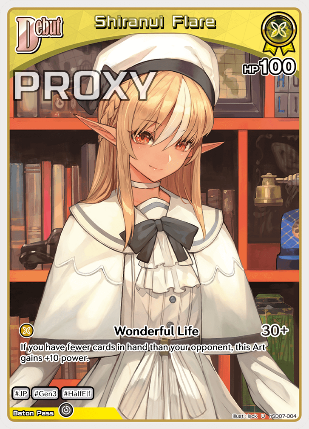 Debut
Shiranui Flare
HP100
PROXY
Wonderful Life
30+
If you have fewer cards in hand than your opponent, this Art
gains +10 power.
#JP #Gen3 #HalfElf
Baton Pass